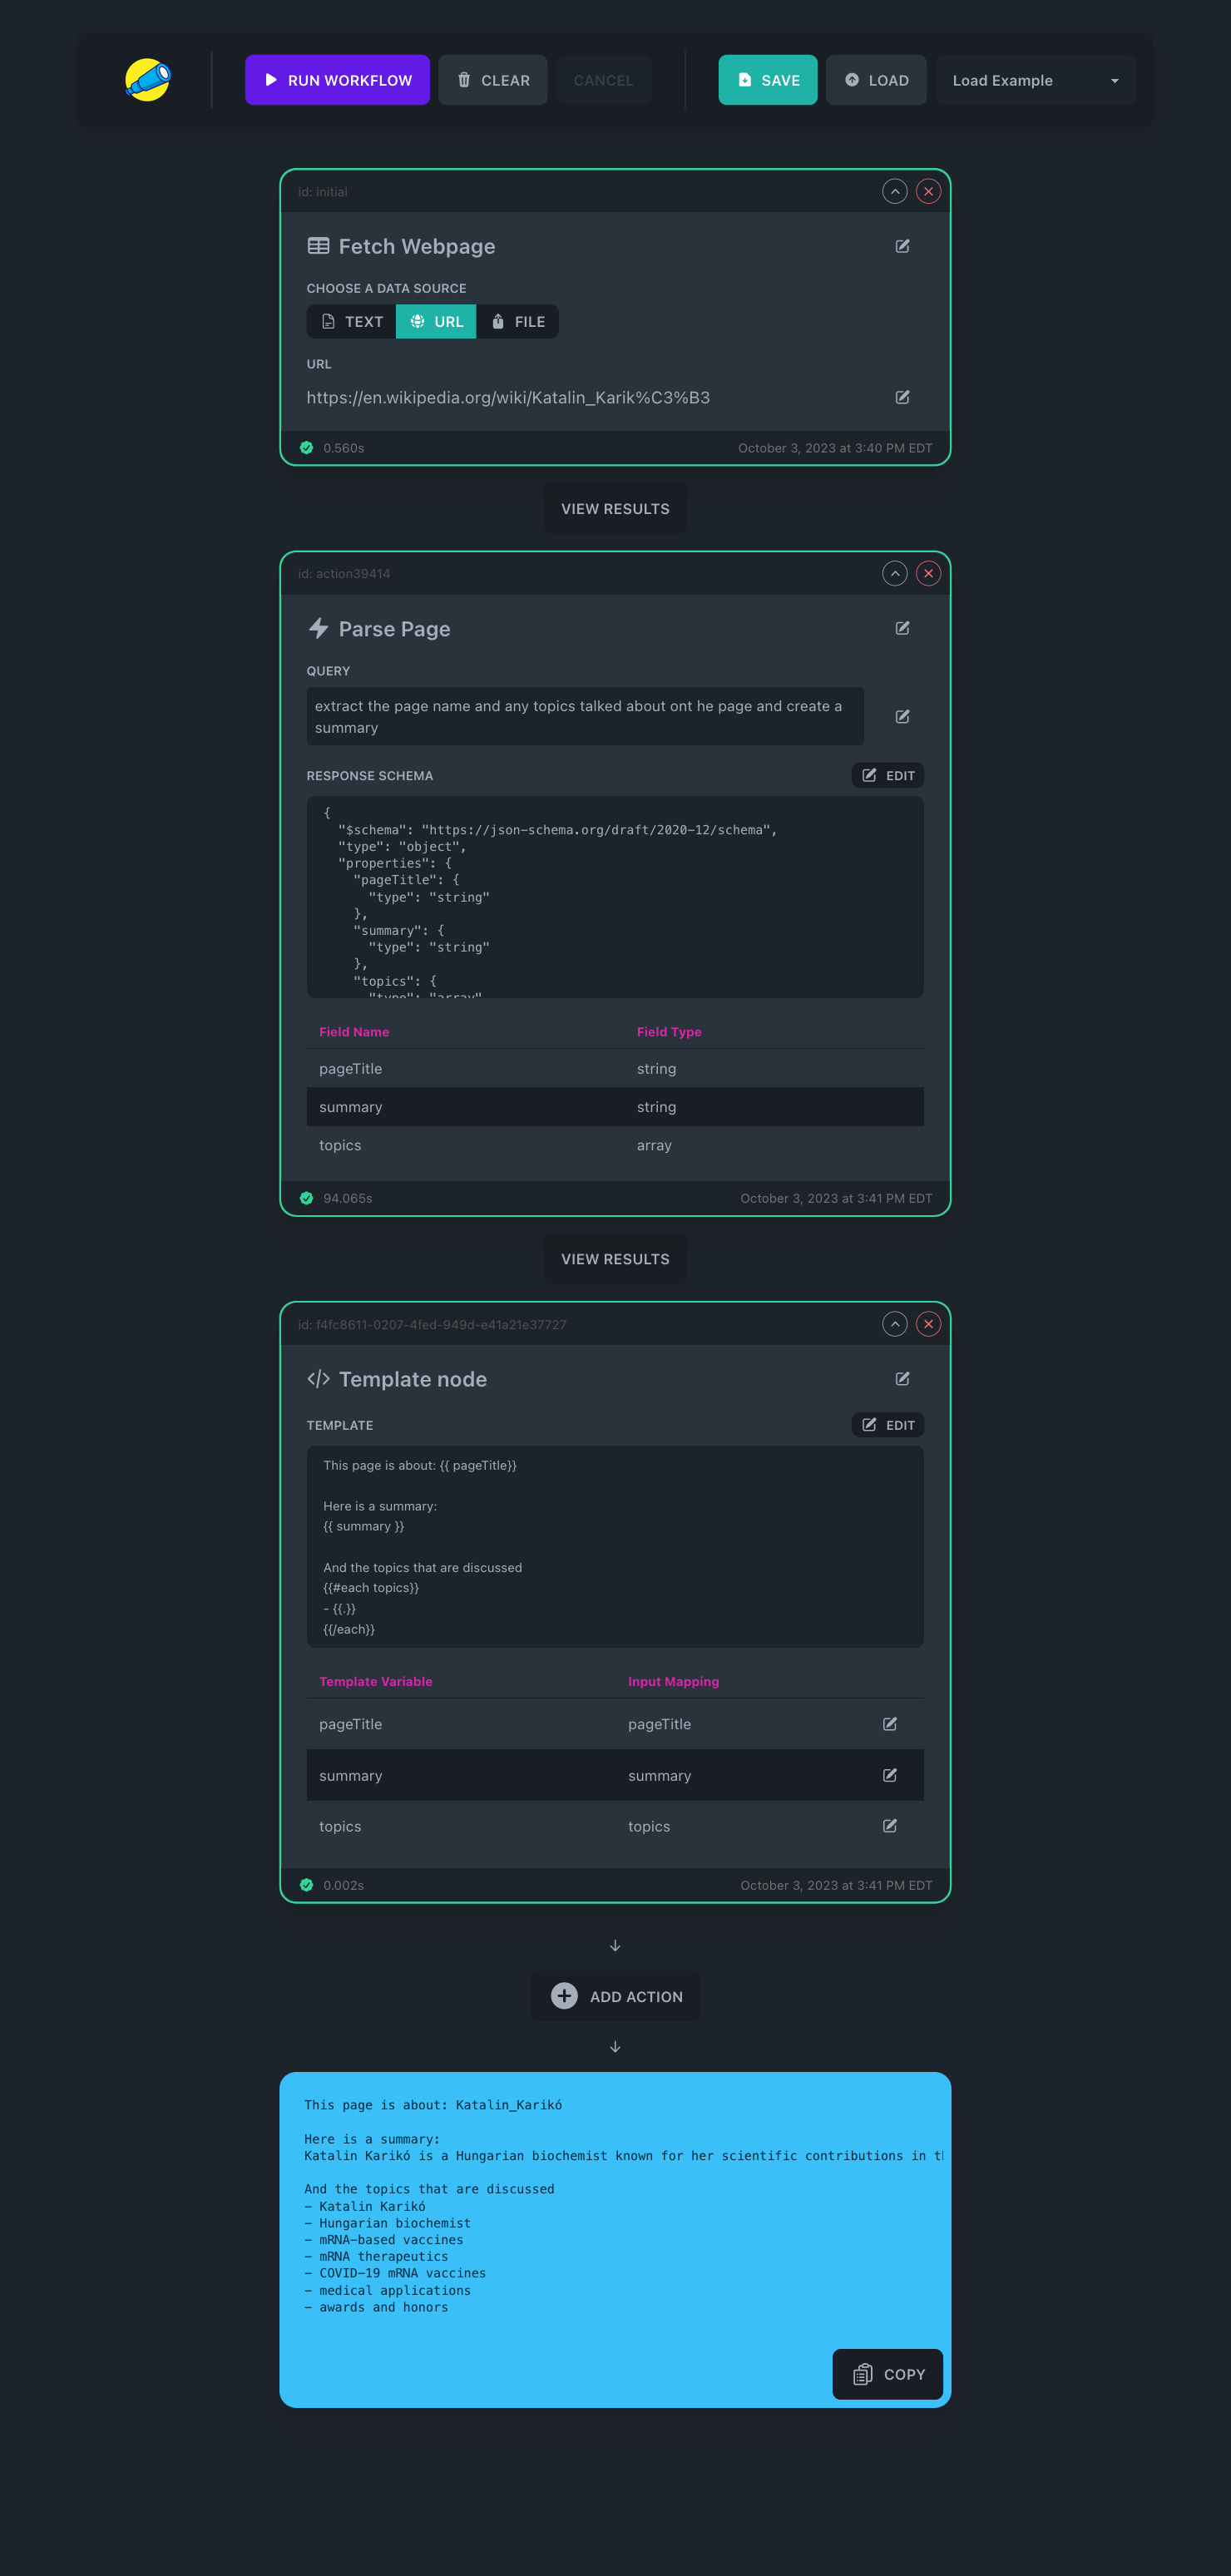 RUN WORKFLOW
CLEAR
CANCEL
SAVE
LOAD
Load Example
id: initial
Fetch Webpage
CHOOSE A DATA SOURCE
TEXT
URL
FILE
URL
https://en.wikipedia.org/wiki/Katalin_Karik%C3%B3
0.560s
October 3, 2023 at 3:40 PM EDT
VIEW RESULTS
id: action39414
Parse Page
QUERY
extract the page name and any topics talked about ont he page and create a
summary
RESPONSE SCHEMA
EDIT
{
"$schema": "https://json-schema.org/draft/2020-12/schema",
"type": "object",
"properties": {
"pageTitle": {
"type": "string"
},
"summary": {
"type": "string"
},
"topics": {
"type": "array"
Field Name
Field Type
pageTitle
string
summary
string
topics
array
94.065s
October 3, 2023 at 3:41 PM EDT
VIEW RESULTS
id: f4fc8611-0207-4fed-949d-e41a21e37727
Template node
TEMPLATE
EDIT
This page is about: {{ pageTitle}}
Here is a summary:
{{ summary }}
And the topics that are discussed
{{#each topics}}
- {{.}}
{{/each}}
Template Variable
Input Mapping
pageTitle
pageTitle
summary
summary
topics
topics
0.002s
October 3, 2023 at 3:41 PM EDT
ADD ACTION
This page is about: Katalin_Karikó
Here is a summary:
Katalin Karikó is a Hungarian biochemist known for her scientific contributions in
And the topics that are discussed
- Katalin Karikó
- Hungarian biochemist
- mRNA-based vaccines
- mRNA therapeutics
- COVID-19 mRNA vaccines
- medical applications
- awards and honors
COPY